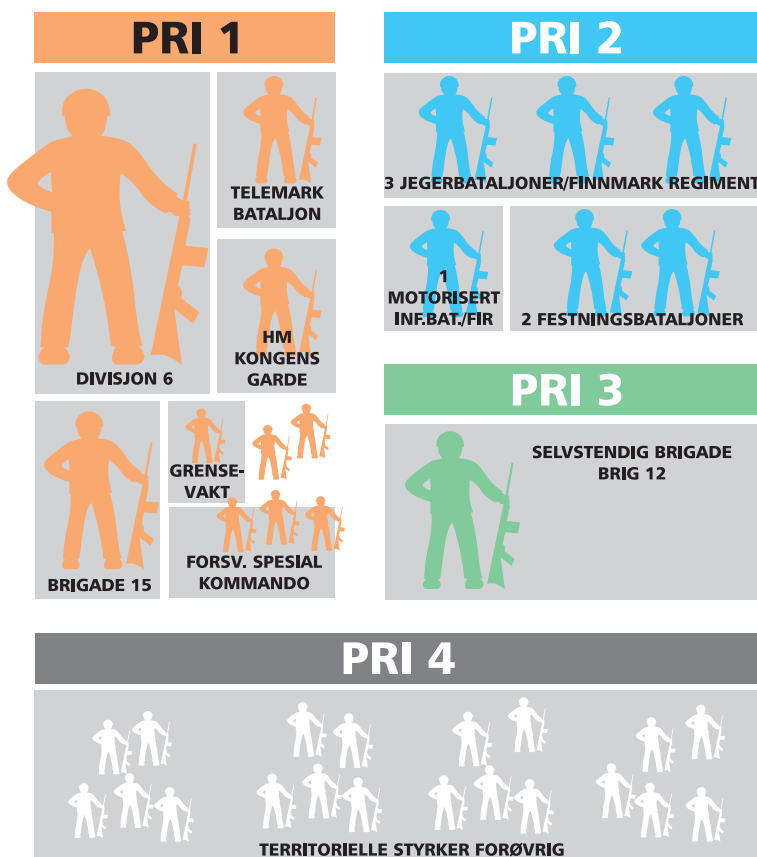 PRI 1
DIVISJON 6
TELEMARK
BATALJON
HM
KONGENS
GARDE
BRIGADE 15
GRENSE-
VAKT
FORSV. SPESIAL
KOMMANDO
PRI 2
3 JEGERBATALJONER/FINNMARK REGIMENT
1
MOTORISERT
INF.BAT./FIR
2 FESTNINGSBATALJONER
PRI 3
SELVSTENDIG BRIGADE
BRIG 12
PRI 4
TERRITORIELLE STYRKER FORØVRIG